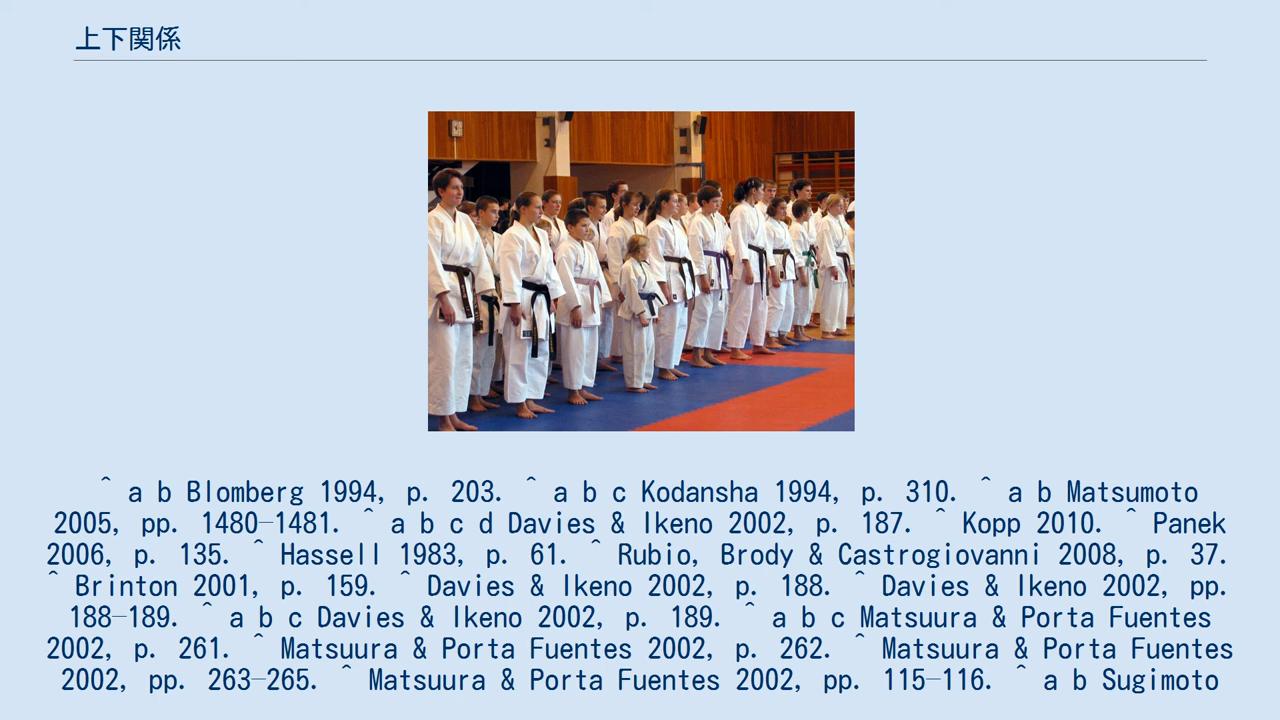 上下関係
^ a b Blomberg 1994, p. 203. ^ a b c Kodansha 1994, p. 310. ^ a b Matsumoto
2005, pp. 1480–1481. ^ a b c d Davies & Ikeno 2002, p. 187. ^ Kopp 2010. ^ Panek
2006, p. 135. ^ Hassell 1983, p. 61. ^ Rubio, Brody & Castrogiovanni 2008, p. 37.
^ Brinton 2001, p. 159. ^ Davies & Ikeno 2002, p. 188. ^ Davies & Ikeno 2002, pp.
188–189. ^ a b c Davies & Ikeno 2002, p. 189. ^ a b c Matsuura & Porta Fuentes
2002, p. 261. ^ Matsuura & Porta Fuentes 2002, p. 262. ^ Matsuura & Porta Fuentes
2002, pp. 263–265. ^ Matsuura & Porta Fuentes 2002, pp. 115–116. ^ a b Sugimoto